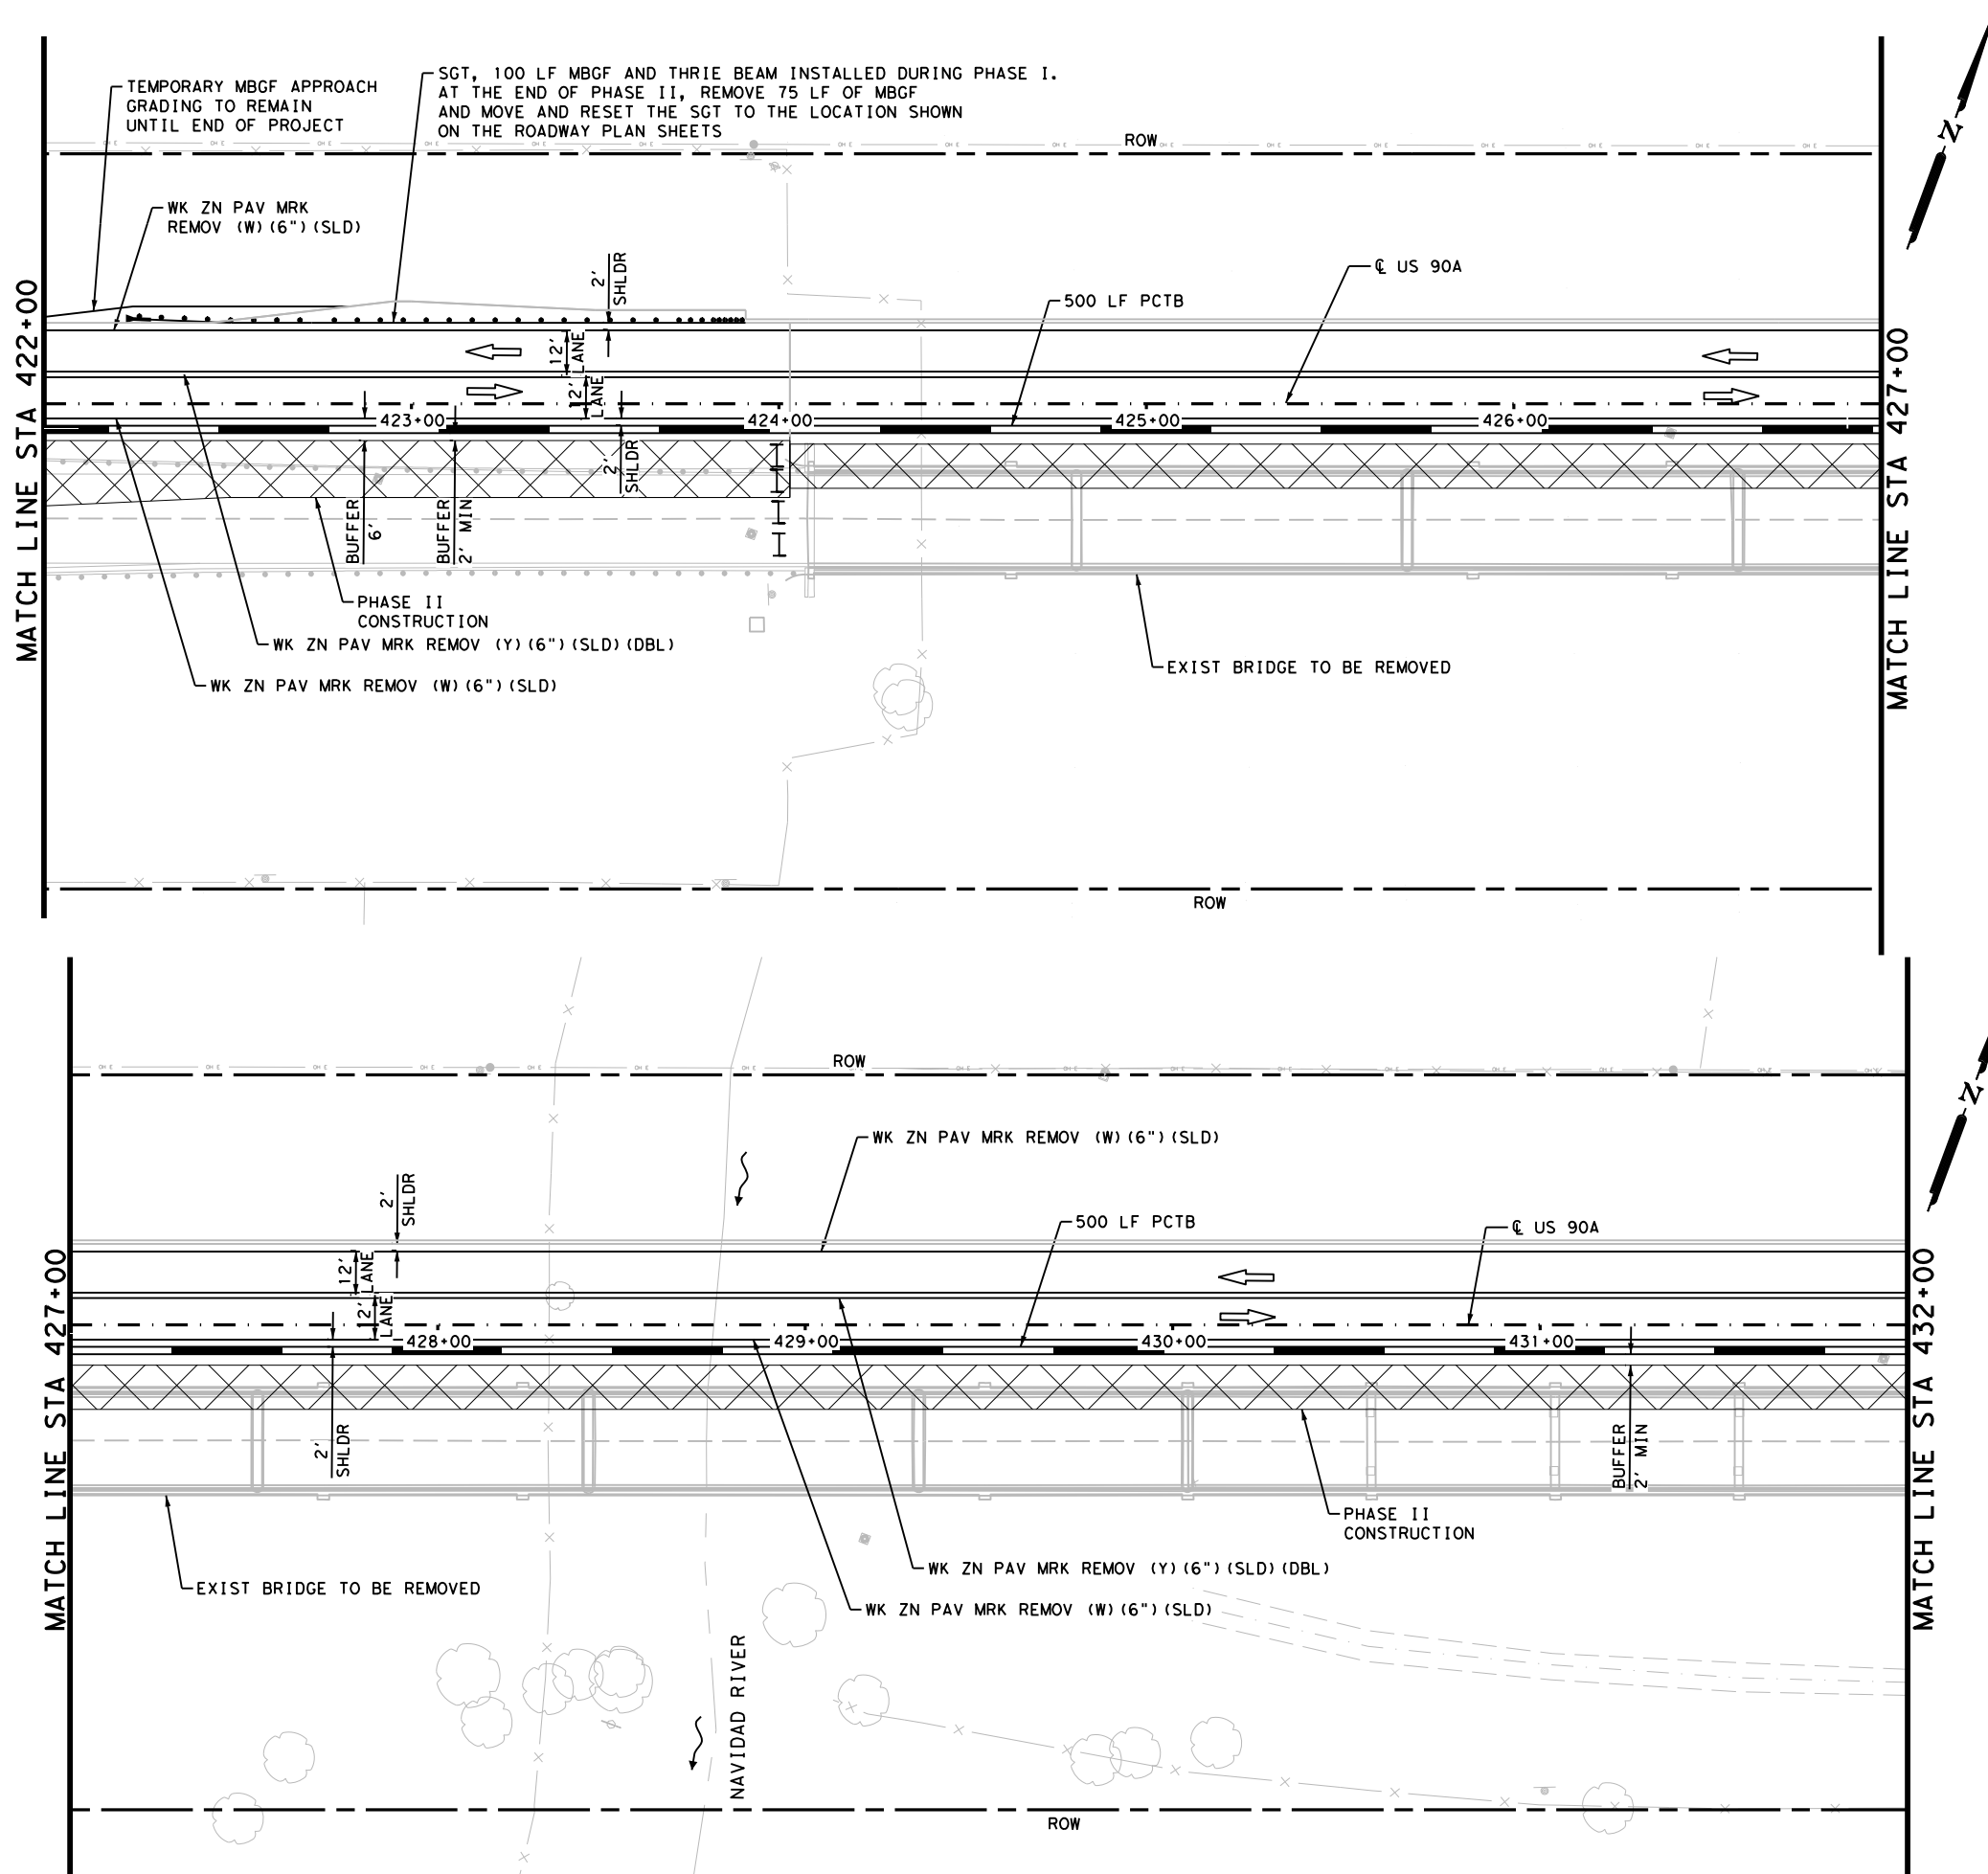 TEMPORARY MBGF APPROACH
GRADING TO REMAIN
UNTIL END OF PROJECT
SGT, 100 LF MBGF AND THRIE BEAM INSTALLED DURING PHASE I.
AT THE END OF PHASE II, REMOVE 75 LF OF MBGF
AND MOVE AND RESET THE SGT TO THE LOCATION SHOWN
ON THE ROADWAY PLAN SHEETS
ROW
N
WK ZN PAV MRK
REMOV (W)(6")(SLD)
2'
SHLDR
℄ US 90A
500 LF PCTB
MATCH LINE STA 422+00
MATCH LINE STA 427+00
12'
LANE
12'
LANE
423+00
424+00
425+00
426+00
2'
SHLDR
BUFFER
6'
BUFFER
2' MIN
PHASE II
CONSTRUCTION
WK ZN PAV MRK REMOV (Y)(6")(SLD)(DBL)
WK ZN PAV MRK REMOV (W)(6")(SLD)
EXIST BRIDGE TO BE REMOVED
ROW
ROW
N
WK ZN PAV MRK REMOV (W)(6")(SLD)
2'
SHLDR
500 LF PCTB
℄ US 90A
MATCH LINE STA 427+00
MATCH LINE STA 432+00
12'
LANE
12'
LANE
428+00
429+00
430+00
431+00
2'
SHLDR
BUFFER
2' MIN
PHASE II
CONSTRUCTION
WK ZN PAV MRK REMOV (Y)(6")(SLD)(DBL)
EXIST BRIDGE TO BE REMOVED
WK ZN PAV MRK REMOV (W)(6")(SLD)
NAVIDAD RIVER
ROW